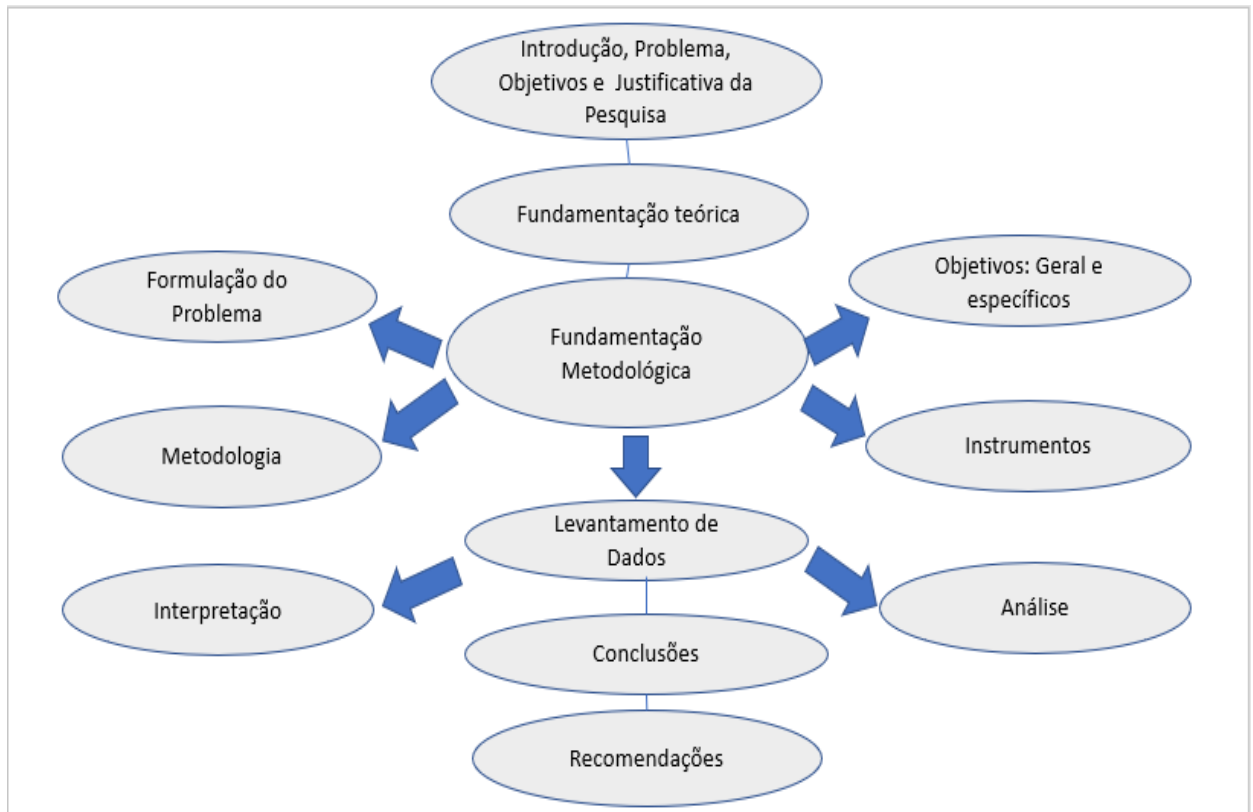 Introdução, Problema,
Objetivos e Justificativa da
Pesquisa
Fundamentação teórica
Formulação do
Problema
Objetivos: Geral e
específicos
Fundamentação
Metodológica
Metodologia
Instrumentos
Levantamento de
Dados
Interpretação
Análise
Conclusões
Recomendações